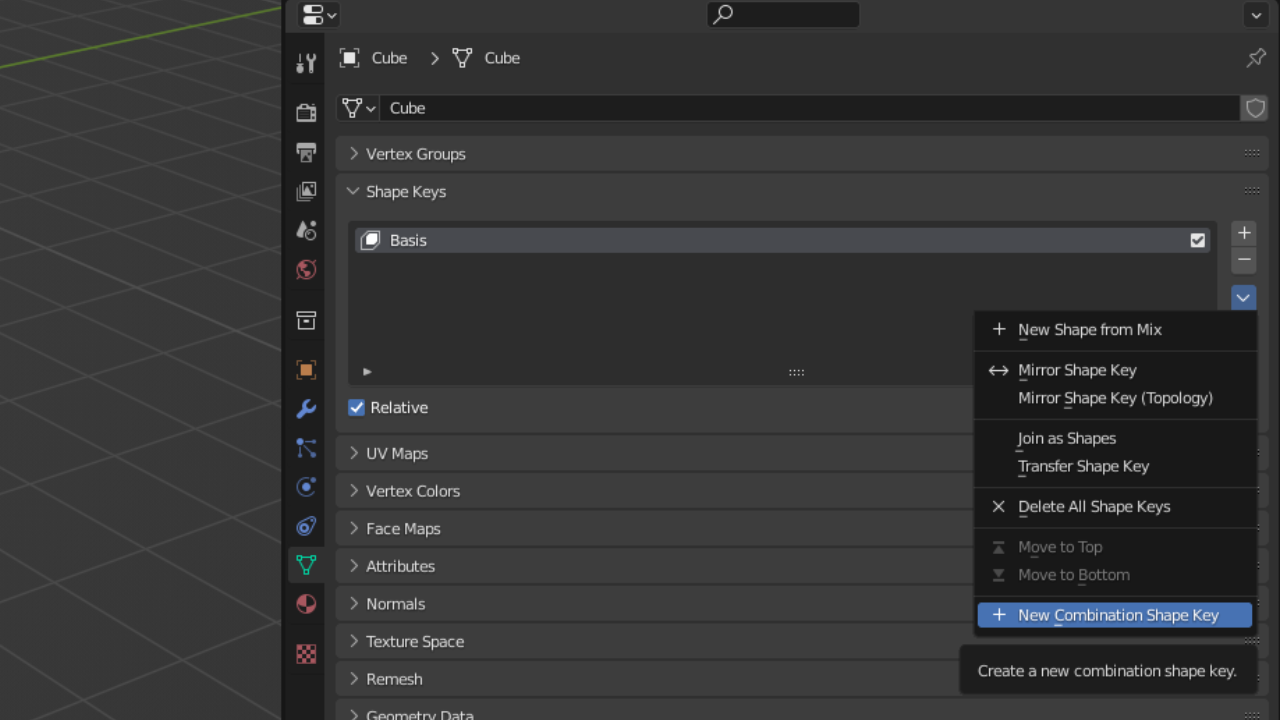 Cube > Cube
Cube
Vertex Groups
Shape Keys
Basis
Relative
UV Maps
Vertex Colors
Face Maps
Attributes
Normals
Texture Space
Remesh
Geometry Data
New Shape from Mix
Mirror Shape Key
Mirror Shape Key (Topology)
Join as Shapes
Transfer Shape Key
Delete All Shape Keys
Move to Top
Move to Bottom
New Combination Shape Key
Create a new combination shape key.